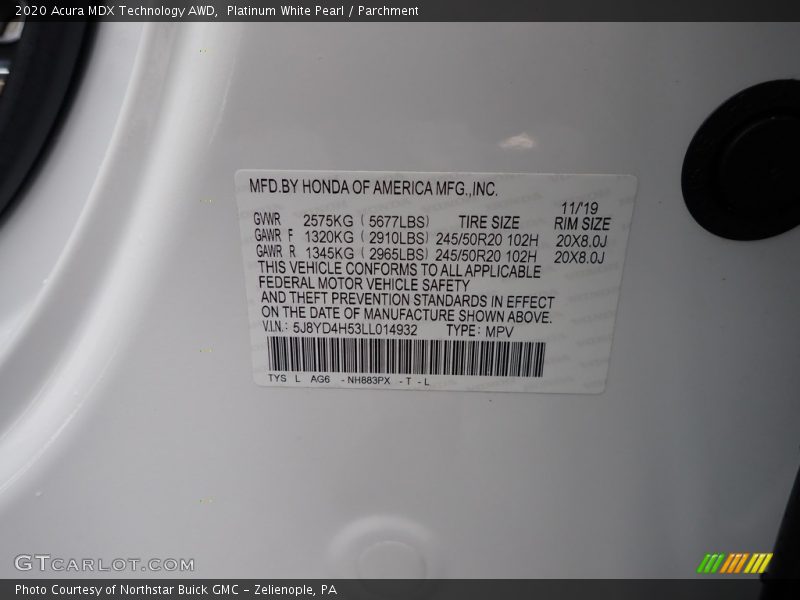 2020 Acura MDX Technology AWD,  Platinum White Pearl / Parchment
MFD.BY HONDA OF AMERICA MFG.,INC.
11/'19
GVWR 2575KG ( 5677LBS) TIRE SIZE RIM SIZE
GAWR F 1320KG ( 2910LBS) 245/50R20 102H 20X8.0J
GAWR R 1345KG ( 2965LBS) 245/50R20 102H 20X8.0J
THIS VEHICLE CONFORMS TO ALL APPLICABLE
FEDERAL MOTOR VEHICLE SAFETY
AND THEFT PREVENTION STANDARDS IN EFFECT
ON THE DATE OF MANUFACTURE SHOWN ABOVE.
V.I.N.: 5J8YD4H53LL014932 TYPE: MPV
TYS L AG6 - NH883PX - T - L
GTCARLOT.COM
Photo Courtesy of Northstar Buick GMC – Zelienople, PA